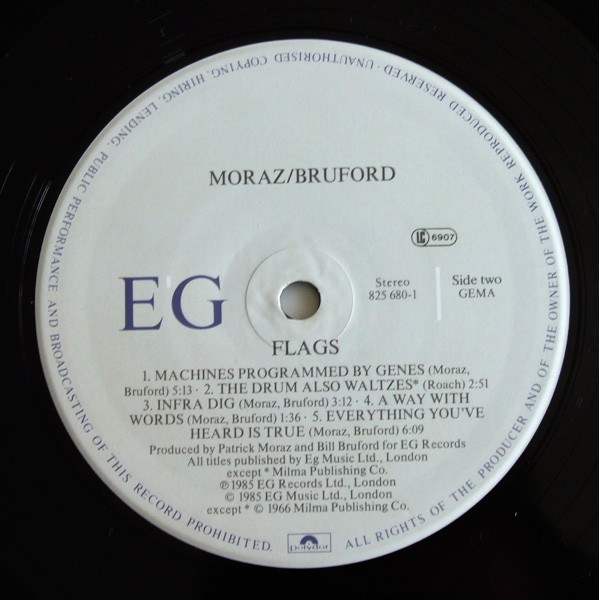 MORAZ/BRUFORD
LC 6907
EG
Stereo
825 680-1
Side two
GEMA
FLAGS
1. MACHINES PROGRAMMED BY GENES (Moraz,
Bruford) 5:13 · 2. THE DRUM ALSO WALTZES* (Roach) 2:51
3. INFRA DIG (Moraz, Bruford) 3:12 · 4. A WAY WITH
WORDS (Moraz, Bruford) 1:36 · 5. EVERYTHING YOU'VE
HEARD IS TRUE (Moraz, Bruford) 6:09
Produced by Patrick Moraz and Bill Bruford for EG Records
All titles published by Eg Music Ltd., London
except * Milma Publishing Co.
℗ 1985 EG Records Ltd., London
© 1985 EG Music Ltd., London
except * © 1966 Milma Publishing Co.
Polydor
ALL RIGHTS OF THE PRODUCER AND OF THE OWNER OF THE WORK REPRODUCED RESERVED · UNAUTHORISED COPYING, HIRING, LENDING, PUBLIC PERFORMANCE AND BROADCASTING OF THIS RECORD PROHIBITED.